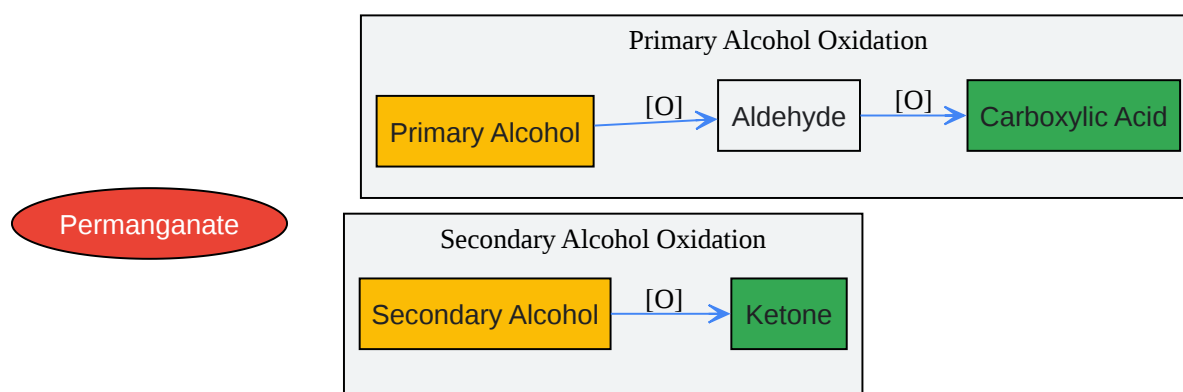 Primary Alcohol Oxidation
Primary Alcohol
[O]
Aldehyde
[O]
Carboxylic Acid
Permanganate
Secondary Alcohol Oxidation
Secondary Alcohol
[O]
Ketone